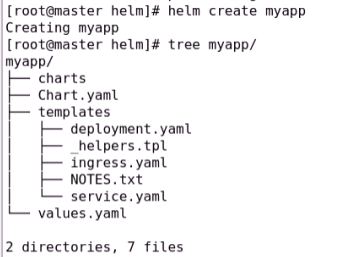 [root@master helm]# helm create myapp
Creating myapp
[root@master helm]# tree myapp/
myapp/
├── charts
├── Chart.yaml
├── templates
│   ├── deployment.yaml
│   ├── _helpers.tpl
│   ├── ingress.yaml
│   ├── NOTES.txt
│   └── service.yaml
└── values.yaml

2 directories, 7 files